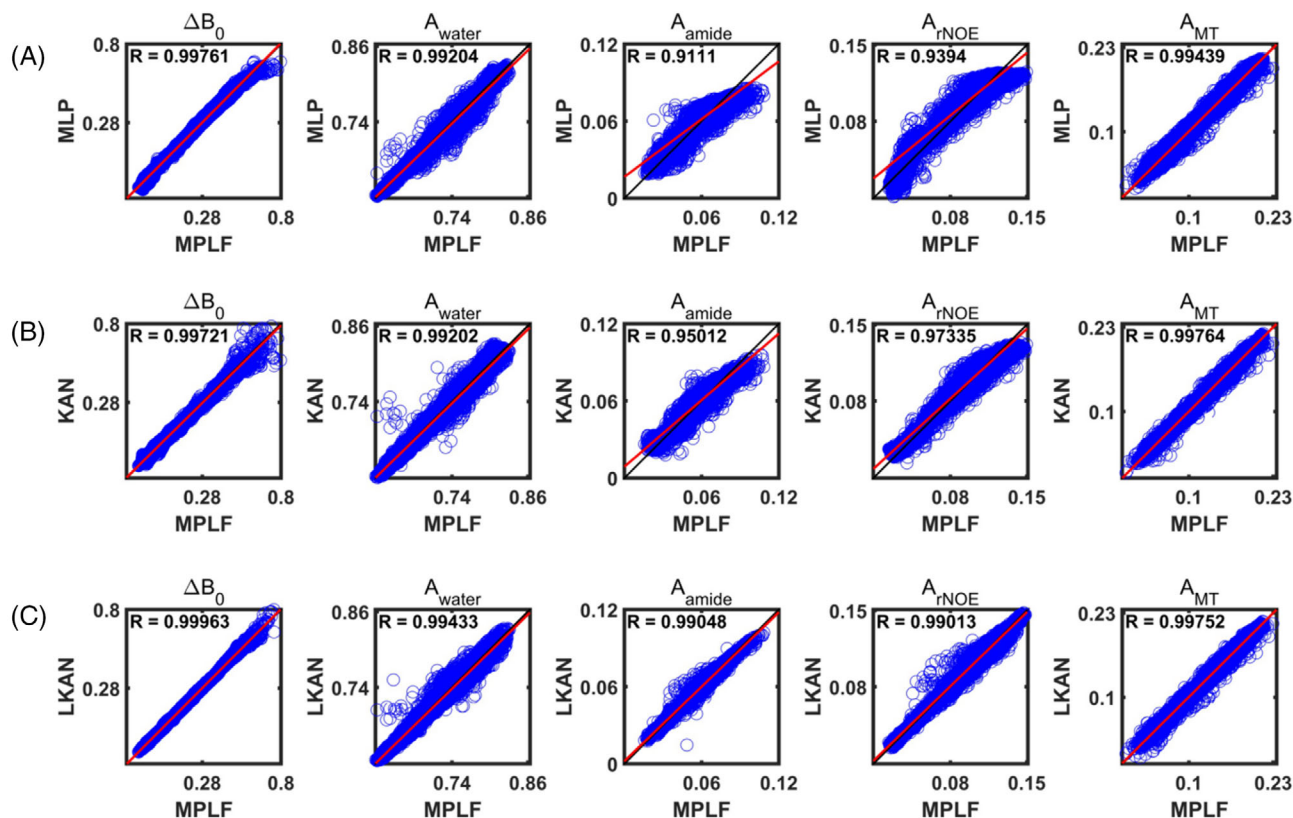 (A)
ΔB0
R = 0.99761
0.8
0.28
MLP
0.28 0.8
MPLF
Awater
R = 0.99204
0.86
0.74
MLP
0.74 0.86
MPLF
Aamide
R = 0.9111
0.12
0.06
0
MLP
0.06 0.12
MPLF
ArNOE
R = 0.9394
0.15
0.08
MLP
0.08 0.15
MPLF
AMT
R = 0.99439
0.23
0.1
MLP
0.1 0.23
MPLF
(B)
ΔB0
R = 0.99721
0.8
0.28
KAN
0.28 0.8
MPLF
Awater
R = 0.99202
0.86
0.74
KAN
0.74 0.86
MPLF
Aamide
R = 0.95012
0.12
0.06
0
KAN
0.06 0.12
MPLF
ArNOE
R = 0.97335
0.15
0.08
KAN
0.08 0.15
MPLF
AMT
R = 0.99764
0.23
0.1
KAN
0.1 0.23
MPLF
(C)
ΔB0
R = 0.99963
0.8
0.28
LKAN
0.28 0.8
MPLF
Awater
R = 0.99433
0.86
0.74
LKAN
0.74 0.86
MPLF
Aamide
R = 0.99048
0.12
0.06
0
LKAN
0.06 0.12
MPLF
ArNOE
R = 0.99013
0.15
0.08
LKAN
0.08 0.15
MPLF
AMT
R = 0.99752
0.23
0.1
LKAN
0.1 0.23
MPLF